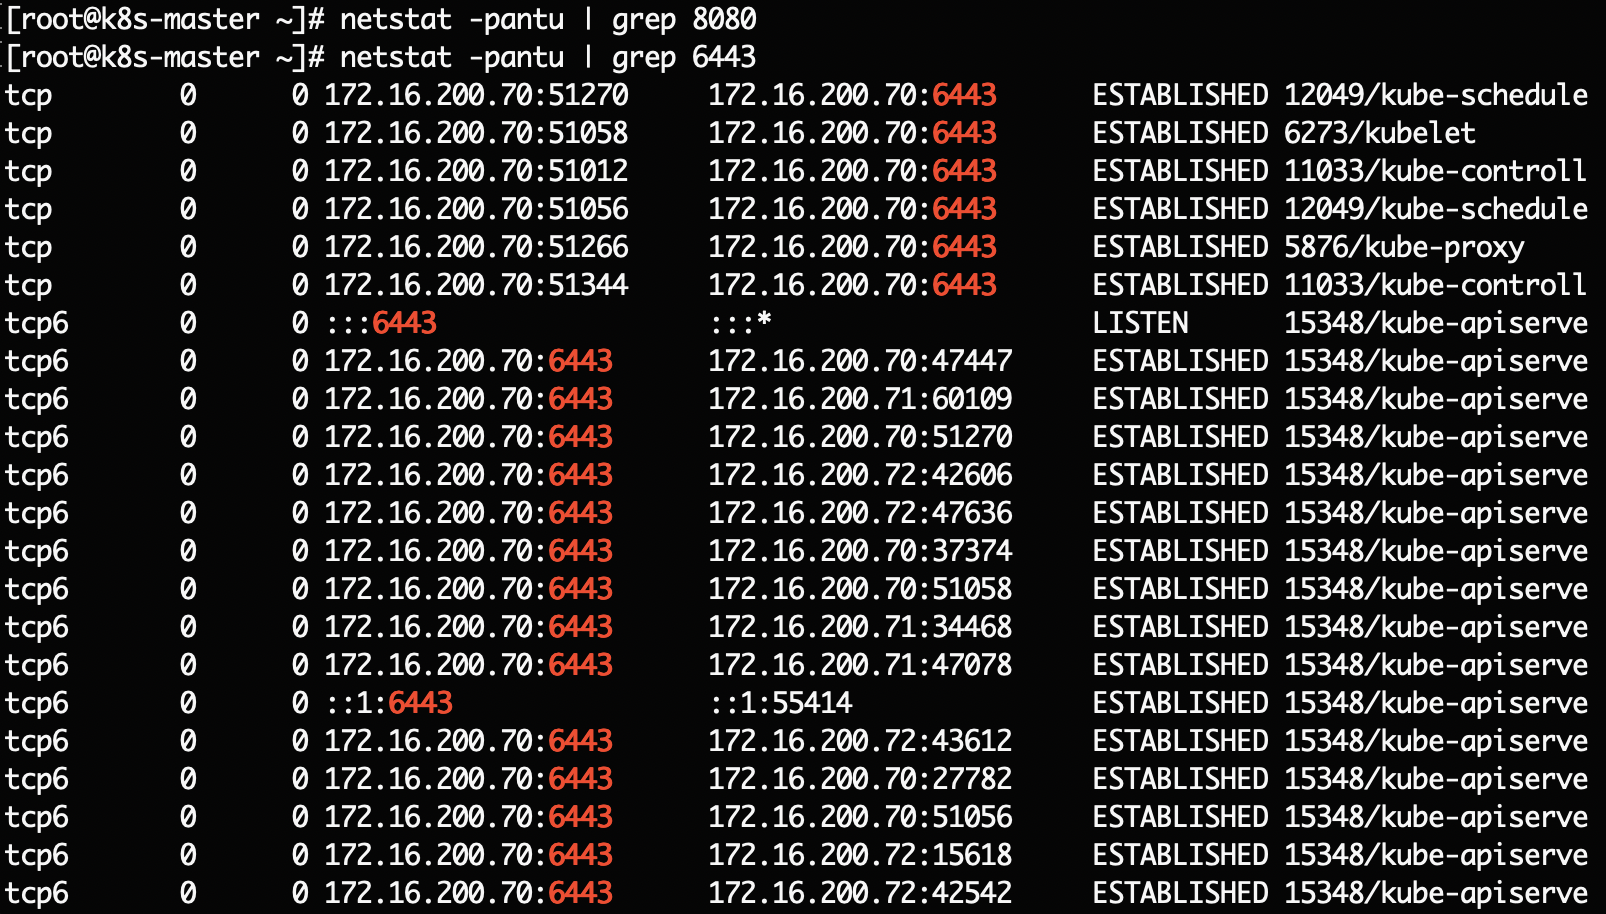 [root@k8s-master ~]# netstat -pantu | grep 8080
[root@k8s-master ~]# netstat -pantu | grep 6443
tcp        0      0 172.16.200.70:51270     172.16.200.70:6443      ESTABLISHED 12049/kube-schedule
tcp        0      0 172.16.200.70:51058     172.16.200.70:6443      ESTABLISHED 6273/kubelet
tcp        0      0 172.16.200.70:51012     172.16.200.70:6443      ESTABLISHED 11033/kube-controll
tcp        0      0 172.16.200.70:51056     172.16.200.70:6443      ESTABLISHED 12049/kube-schedule
tcp        0      0 172.16.200.70:51266     172.16.200.70:6443      ESTABLISHED 5876/kube-proxy
tcp        0      0 172.16.200.70:51344     172.16.200.70:6443      ESTABLISHED 11033/kube-controll
tcp6       0      0 :::6443                 :::*                    LISTEN      15348/kube-apiserve
tcp6       0      0 172.16.200.70:6443      172.16.200.70:47447     ESTABLISHED 15348/kube-apiserve
tcp6       0      0 172.16.200.70:6443      172.16.200.71:60109     ESTABLISHED 15348/kube-apiserve
tcp6       0      0 172.16.200.70:6443      172.16.200.70:51270     ESTABLISHED 15348/kube-apiserve
tcp6       0      0 172.16.200.70:6443      172.16.200.72:42606     ESTABLISHED 15348/kube-apiserve
tcp6       0      0 172.16.200.70:6443      172.16.200.72:47636     ESTABLISHED 15348/kube-apiserve
tcp6       0      0 172.16.200.70:6443      172.16.200.70:37374     ESTABLISHED 15348/kube-apiserve
tcp6       0      0 172.16.200.70:6443      172.16.200.70:51058     ESTABLISHED 15348/kube-apiserve
tcp6       0      0 172.16.200.70:6443      172.16.200.71:34468     ESTABLISHED 15348/kube-apiserve
tcp6       0      0 172.16.200.70:6443      172.16.200.71:47078     ESTABLISHED 15348/kube-apiserve
tcp6       0      0 ::1:6443                ::1:55414               ESTABLISHED 15348/kube-apiserve
tcp6       0      0 172.16.200.70:6443      172.16.200.72:43612     ESTABLISHED 15348/kube-apiserve
tcp6       0      0 172.16.200.70:6443      172.16.200.70:27782     ESTABLISHED 15348/kube-apiserve
tcp6       0      0 172.16.200.70:6443      172.16.200.70:51056     ESTABLISHED 15348/kube-apiserve
tcp6       0      0 172.16.200.70:6443      172.16.200.72:15618     ESTABLISHED 15348/kube-apiserve
tcp6       0      0 172.16.200.70:6443      172.16.200.72:42542     ESTABLISHED 15348/kube-apiserve